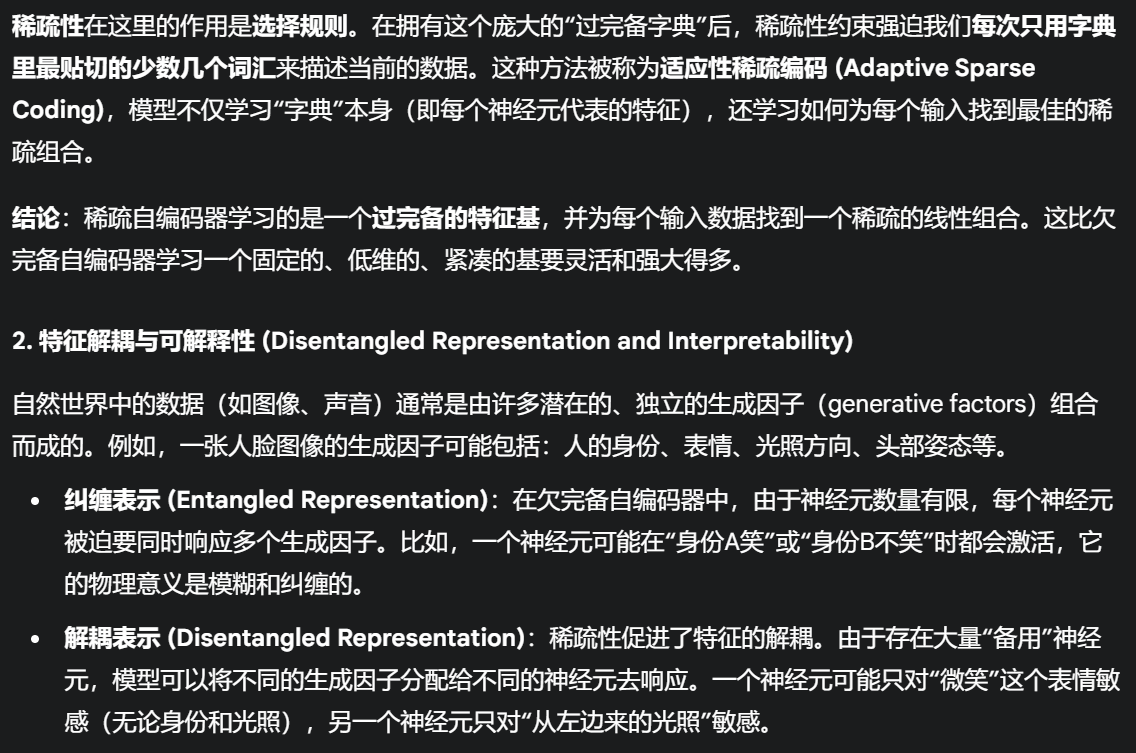 稀疏性在这里的作用是选择规则。在拥有这个庞大的“过完备字典”后，稀疏性约束强迫我们每次只用字典
里最贴切的少数几个词汇来描述当前的数据。这种方法被称为适应性稀疏编码 (Adaptive Sparse
Coding)，模型不仅学习“字典”本身（即每个神经元代表的特征），还学习如何为每个输入找到最佳的稀
疏组合。
结论：稀疏自编码器学习的是一个过完备的特征基，并为每个输入数据找到一个稀疏的线性组合。这比欠
完备自编码器学习一个固定的、低维的、紧凑的基要灵活和强大得多。
2. 特征解耦与可解释性 (Disentangled Representation and Interpretability)
自然世界中的数据（如图像、声音）通常是由许多潜在的、独立的生成因子（generative factors）组合
而成的。例如，一张人脸图像的生成因子可能包括：人的身份、表情、光照方向、头部姿态等。
• 纠缠表示 (Entangled Representation)：在欠完备自编码器中，由于神经元数量有限，每个神经元
被迫要同时响应多个生成因子。比如，一个神经元可能在“身份A笑”或“身份B不笑”时都会激活，它
的物理意义是模糊和纠缠的。
• 解耦表示 (Disentangled Representation)：稀疏性促进了特征的解耦。由于存在大量“备用”神经
元，模型可以将不同的生成因子分配给不同的神经元去响应。一个神经元可能只对“微笑”这个表情敏
感（无论身份和光照），另一个神经元只对“从左边来的光照”敏感。